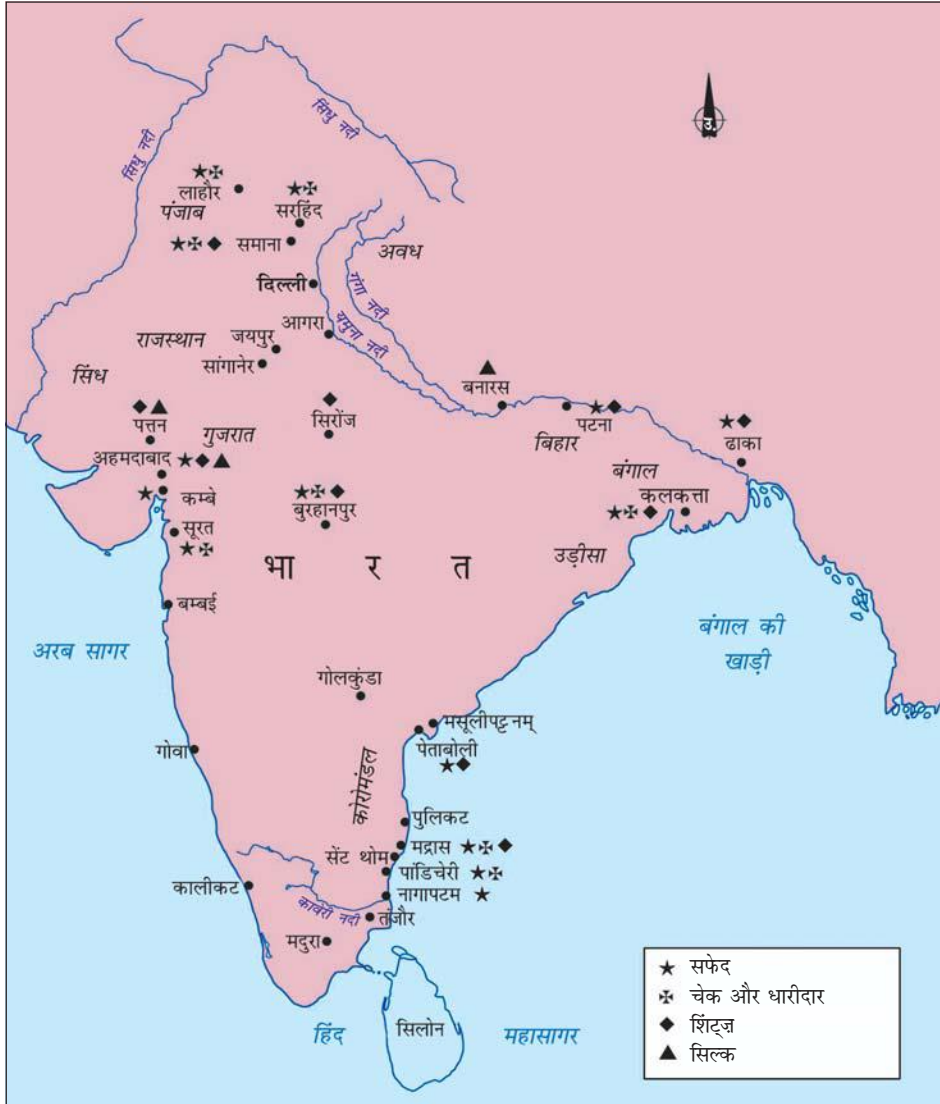 उ.
सिंधु नदी
सिंधु नदी
लाहौर
पंजाब
सरहिंद
समाना
अवध
दिल्ली
गंगा नदी
यमुना नदी
आगरा
राजस्थान
जयपुर
सांगानेर
सिंध
बनारस
पत्तन
गुजरात
सिरोंज
पटना
बिहार
ढाका
अहमदाबाद
बंगाल
कम्बे
कलकत्ता
बुरहानपुर
सूरत
उड़ीसा
भारत
बम्बई
अरब सागर
बंगाल की
खाड़ी
गोलकुंडा
मसूलीपट्टनम्
गोवा
पेताबोली
कोरोमंडल
पुलिकट
मद्रास
सेंट थोम
पांडिचेरी
कालीकट
नागापटम
कावेरी नदी
तांजौर
मदुरा
सिलोन
हिंद
महासागर
सफेद
चेक और धारीदार
शिंट्ज़
सिल्क